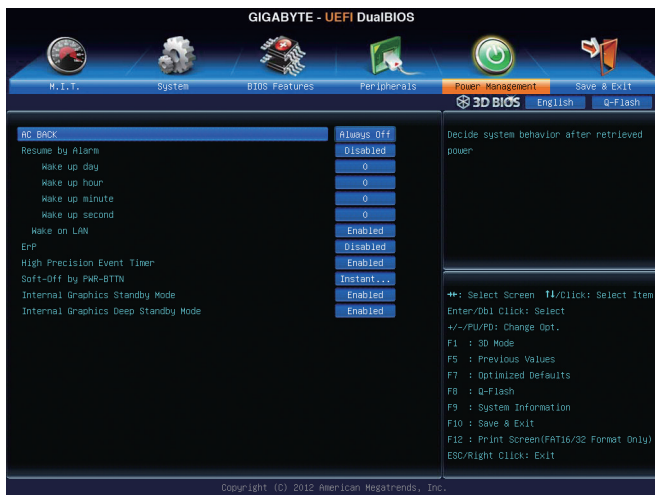 GIGABYTE - UEFI DualBIOS
M.I.T.
System
BIOS Features
Peripherals
Power Management
Save & Exit
3D BIOS
English
Q-Flash
AC BACK Always Off
Resume by Alarm Disabled
Wake up day 0
Wake up hour 0
Wake up minute 0
Wake up second 0
Wake on LAN Enabled
ErP Disabled
High Precision Event Timer Enabled
Soft-Off by PWR-BTTN Instant...
Internal Graphics Standby Mode Enabled
Internal Graphics Deep Standby Mode Enabled
Decide system behavior after retrieved
power
→←: Select Screen ↑↓/Click: Select Item
Enter/Dbl Click: Select
+/-/PU/PD: Change Opt.
F1 : 3D Mode
F5 : Previous Values
F7 : Optimized Defaults
F8 : Q-Flash
F9 : System Information
F10 : Save & Exit
F12 : Print Screen(FAT16/32 Format Only)
ESC/Right Click: Exit
Copyright (C) 2012 American Megatrends, Inc.